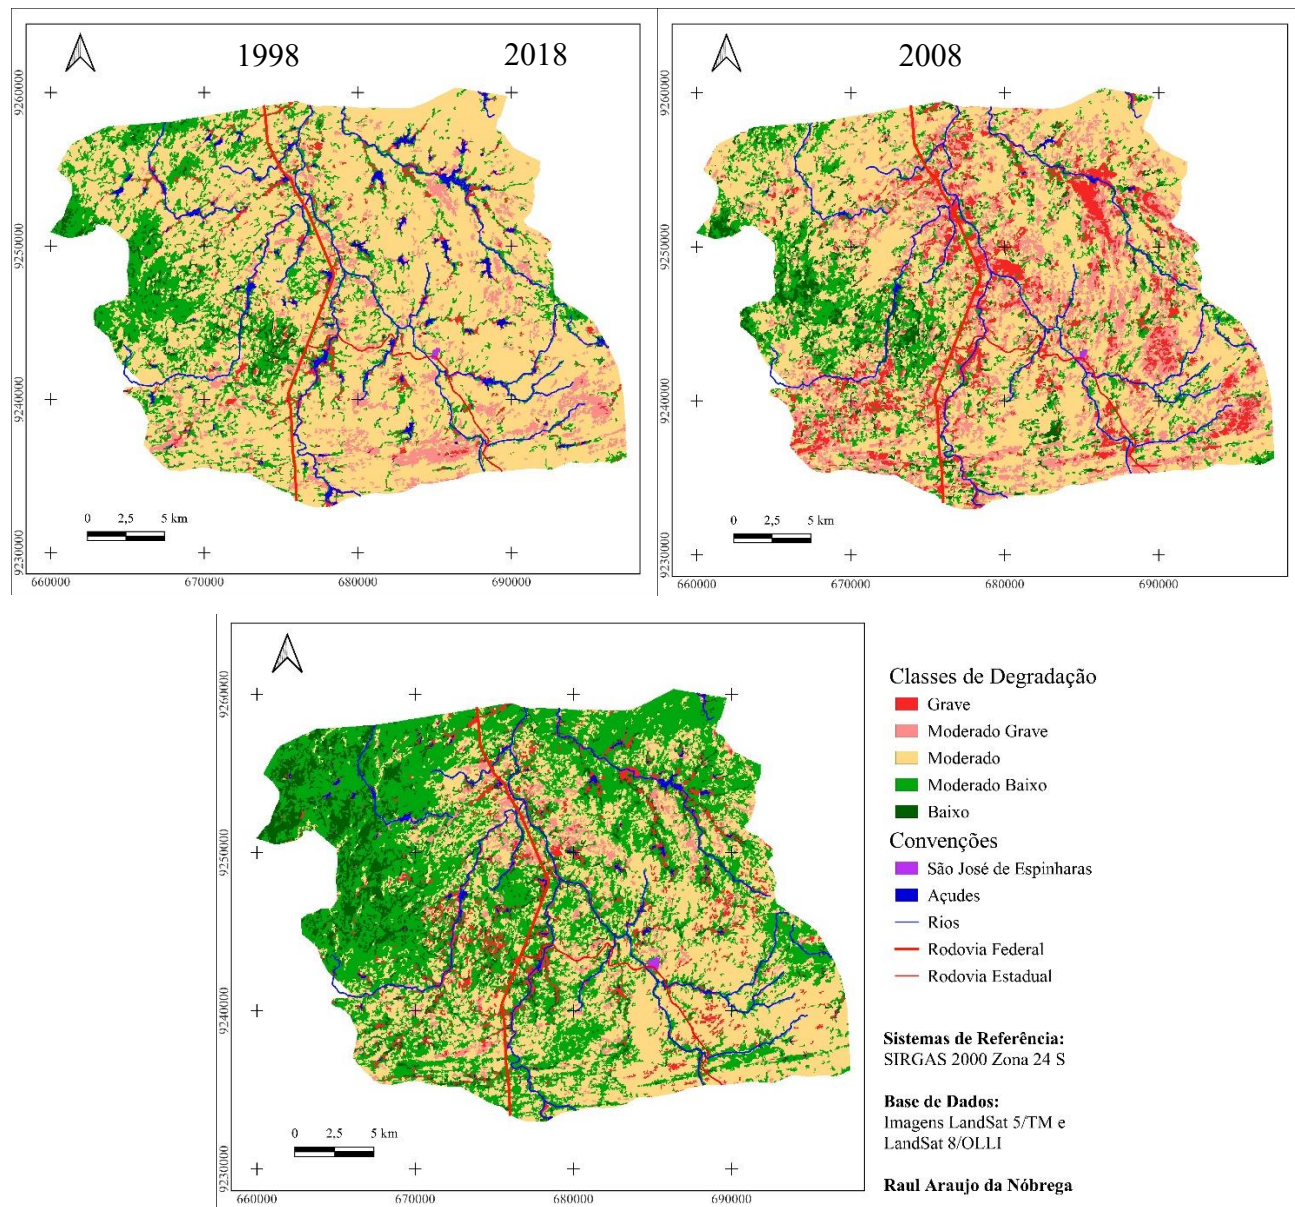 1998
2018
9260000
9250000
9240000
9230000
0 2,5 5 km
660000 670000 680000 690000
2008
9260000
9250000
9240000
9230000
0 2,5 5 km
660000 670000 680000 690000
9260000
9250000
9240000
9230000
0 2,5 5 km
660000 670000 680000 690000
Classes de Degradação
Grave
Moderado Grave
Moderado
Moderado Baixo
Baixo
Convenções
São José de Espinharas
Açudes
Rios
Rodovia Federal
Rodovia Estadual
Sistemas de Referência:
SIRGAS 2000 Zona 24 S
Base de Dados:
Imagens LandSat 5/TM e
LandSat 8/OLLI
Raul Araujo da Nóbrega